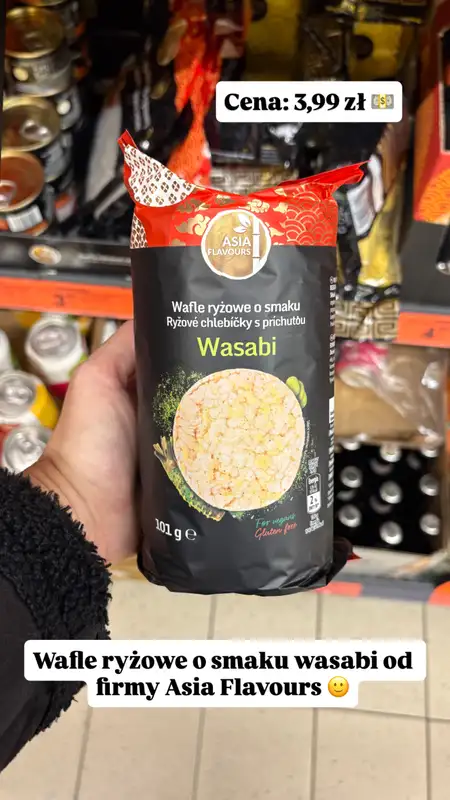 Cena: 3,99 zł
ASIA
FLAVOURS
Wafle ryżowe o smaku
Ryžové chlebíčky s príchuťou
Wasabi
101 g ℮
For vegans
Gluten free
Wafle ryżowe o smaku wasabi od
firmy Asia Flavours